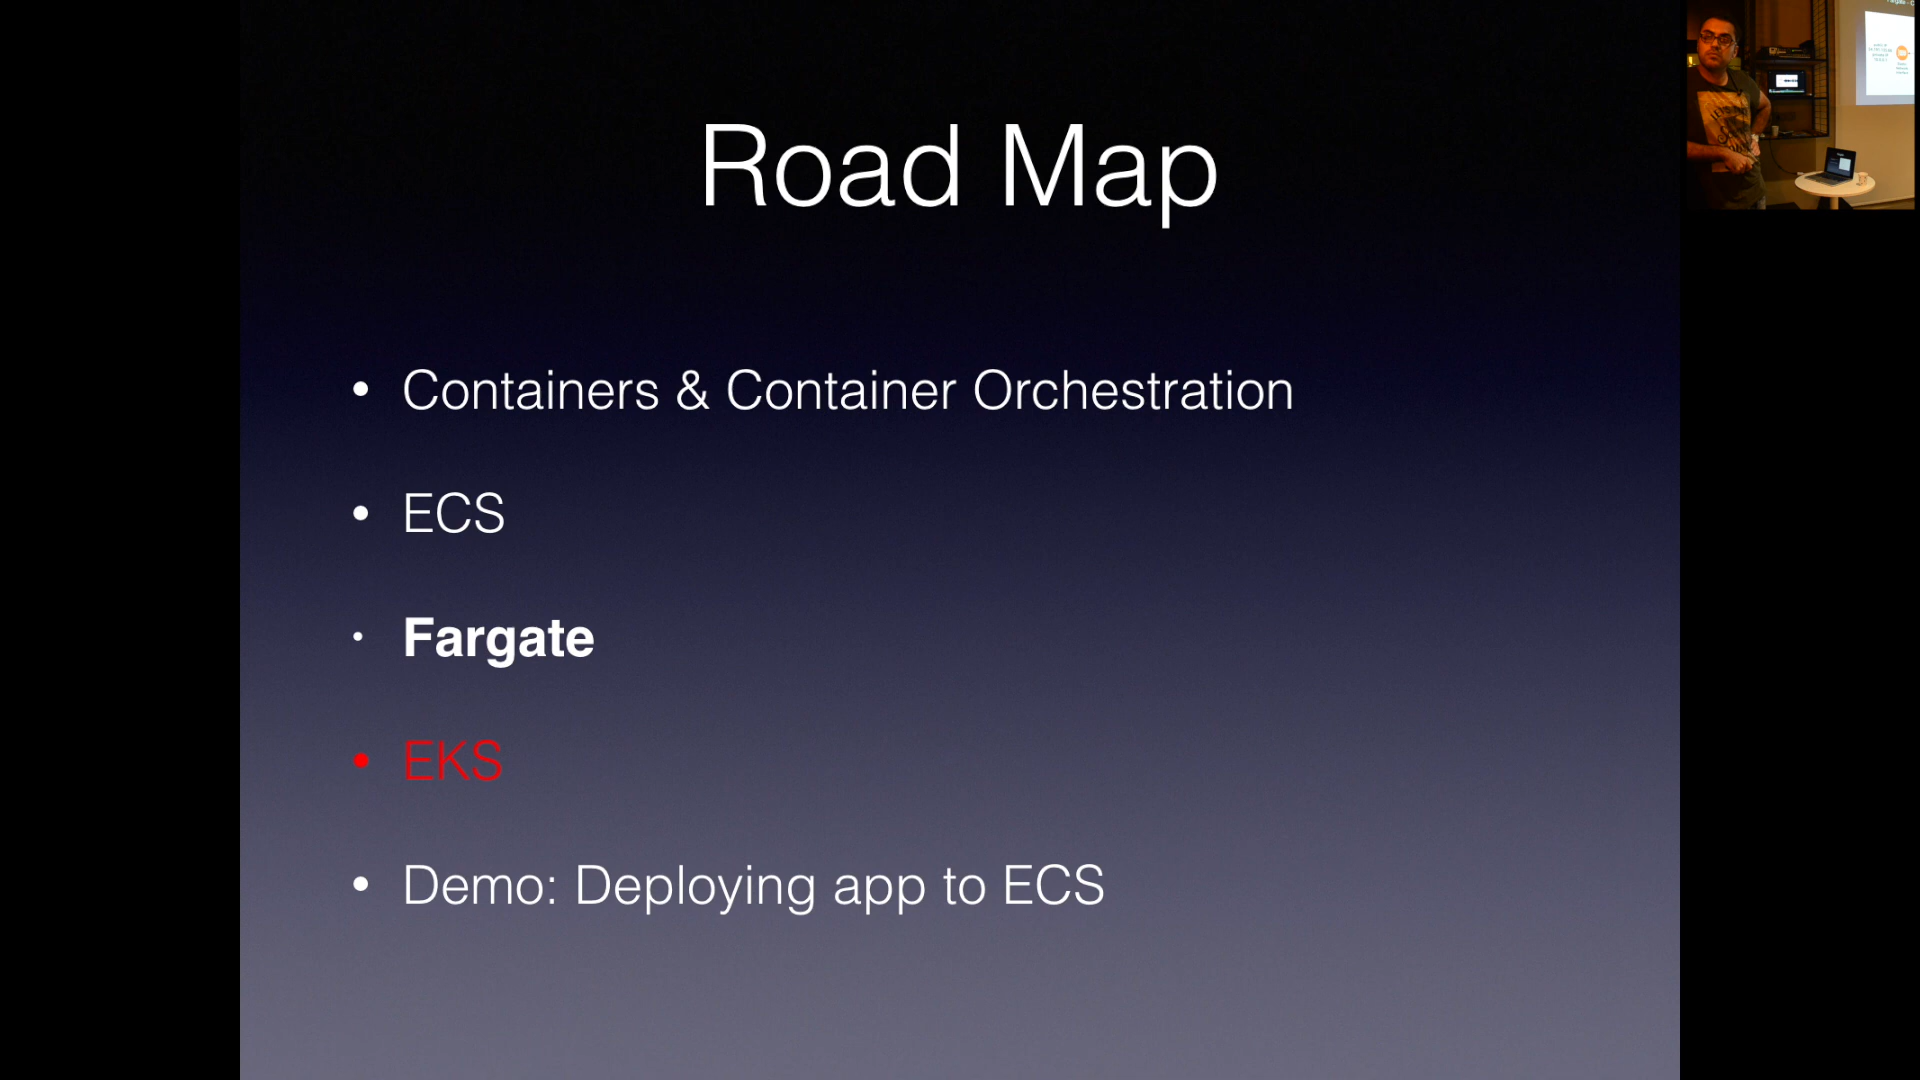 Road Map
• Containers & Container Orchestration
• ECS
• Fargate
• EKS
• Demo: Deploying app to ECS